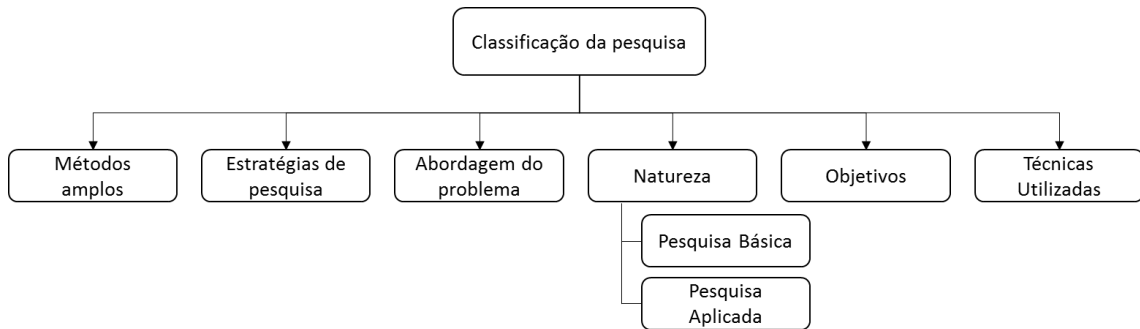 Classificação da pesquisa
Métodos
amplos
Estratégias de
pesquisa
Abordagem do
problema
Natureza
Objetivos
Técnicas
Utilizadas
Pesquisa Básica
Pesquisa
Aplicada